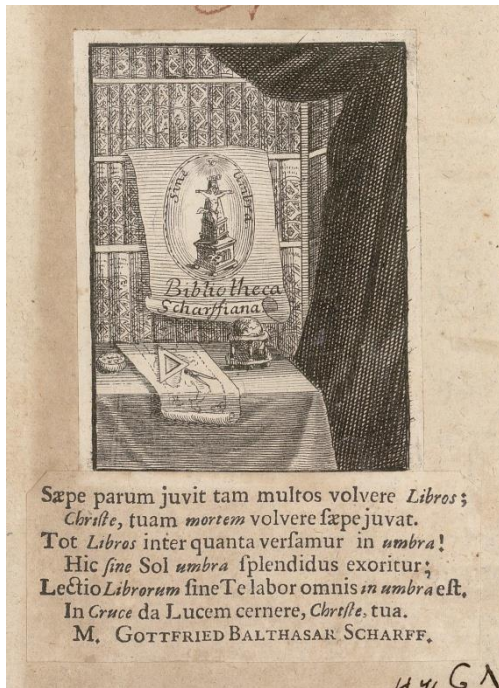 sine umbra
Bibliotheca
Scharffiana
Sæpe parum juvit tam multos volvere Libros;
Christe, tuam mortem volvere ſæpe juvat.
Tot Libros inter quanta verſamur in umbra!
Hic ſine Sol umbra ſplendidus exoritur;
Lectio Librorum ſine Te labor omnis in umbra eſt.
In Cruce da Lucem cernere, Chriſte, tua.
M. GOTTFRIED BALTHASAR SCHARFF.